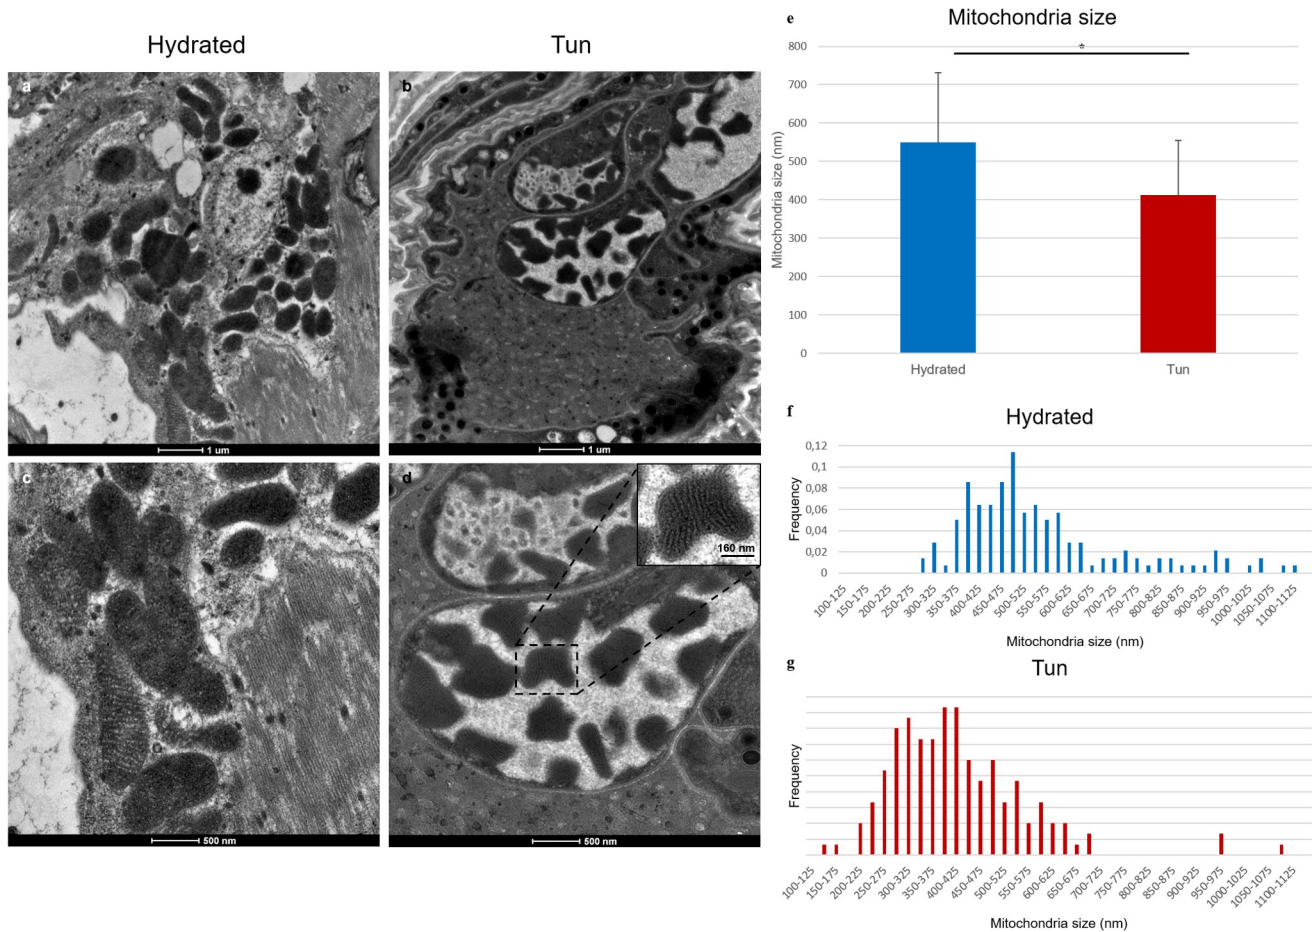 Hydrated
Tun
a
b
1 um
1 um
c
d
160 nm
500 nm
500 nm
e
Mitochondria size
*
Mitochondria size (nm)
800
700
600
500
400
300
200
100
0
Hydrated
Tun
f
Hydrated
Frequency
0,12
0,1
0,08
0,06
0,04
0,02
0
100-125
150-175
200-225
250-275
300-325
350-375
400-425
450-475
500-525
550-575
600-625
650-675
700-725
750-775
800-825
850-875
900-925
950-975
1000-1025
1050-1075
1100-1125
Mitochondria size (nm)
g
Tun
Frequency
100-125
150-175
200-225
250-275
300-325
350-375
400-425
450-475
500-525
550-575
600-625
650-675
700-725
750-775
800-825
850-875
900-925
950-975
1000-1025
1050-1075
1100-1125
Mitochondria size (nm)